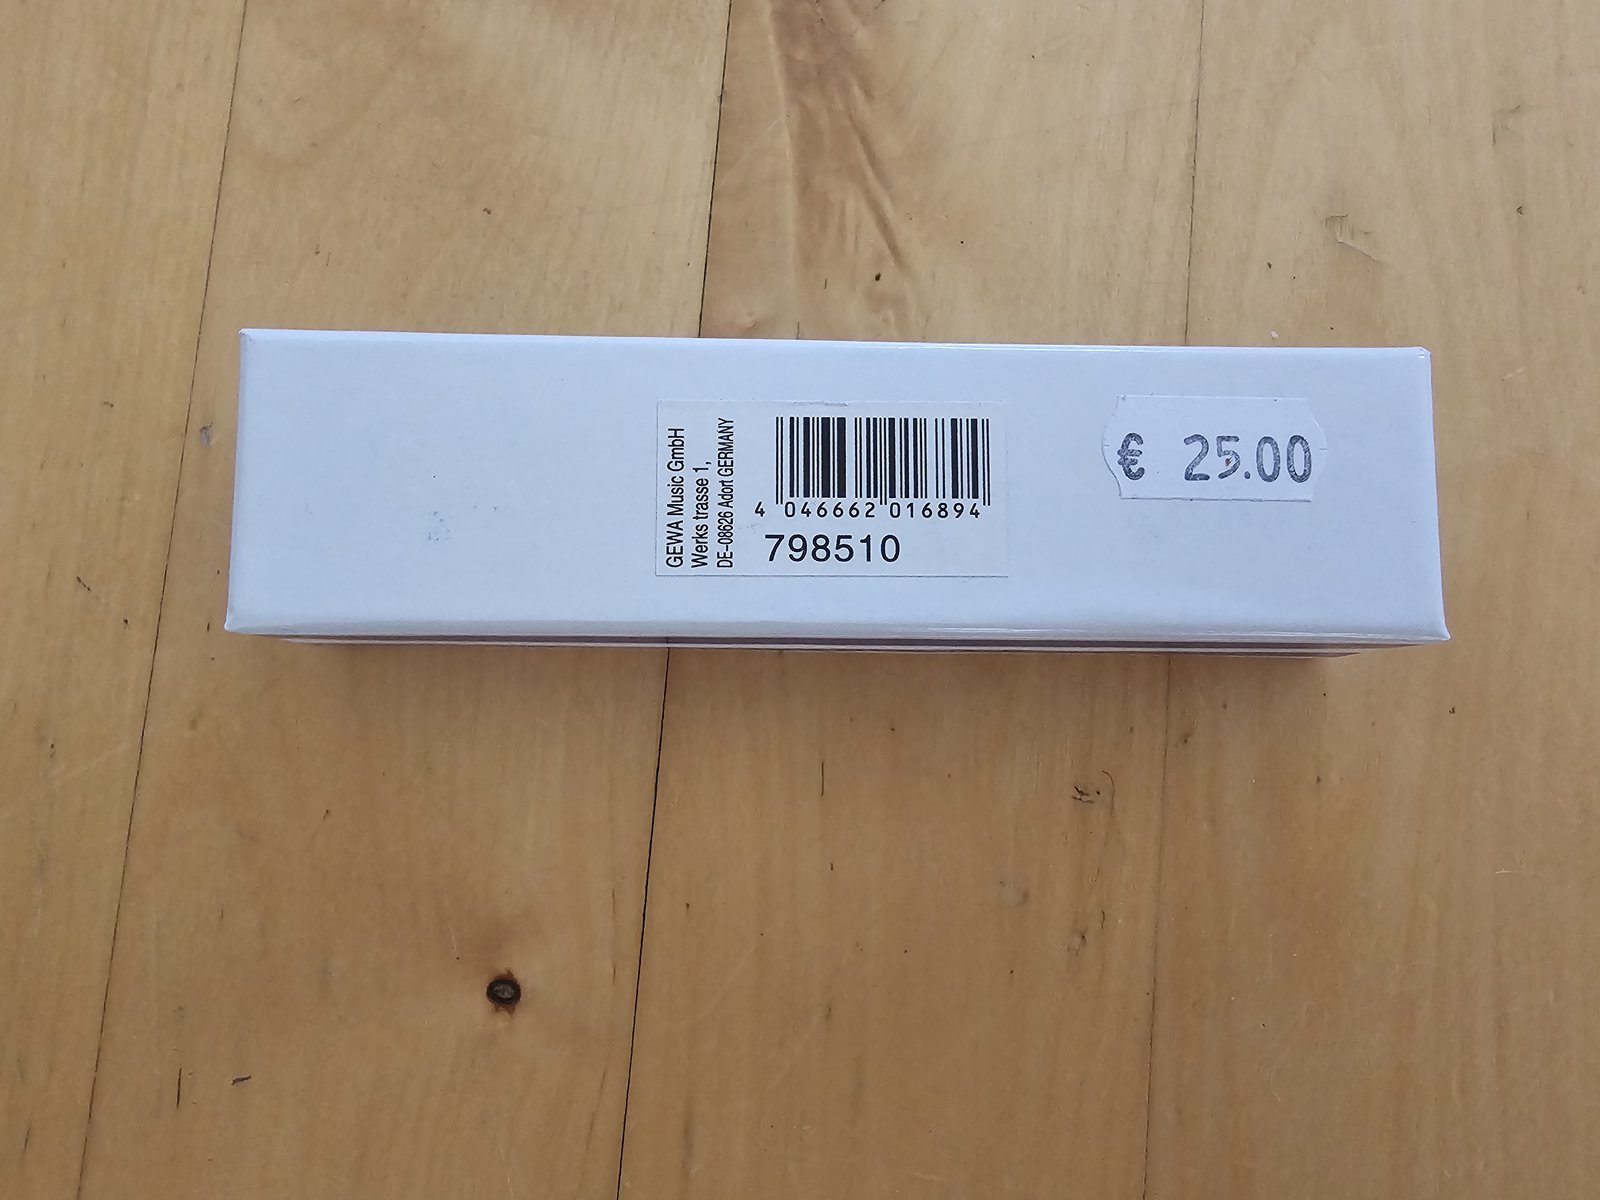 GEWA Music GmbH
Werks trasse 1,
DE-08626 Adorf GERMANY
4 046662 016894
798510
€ 25.00